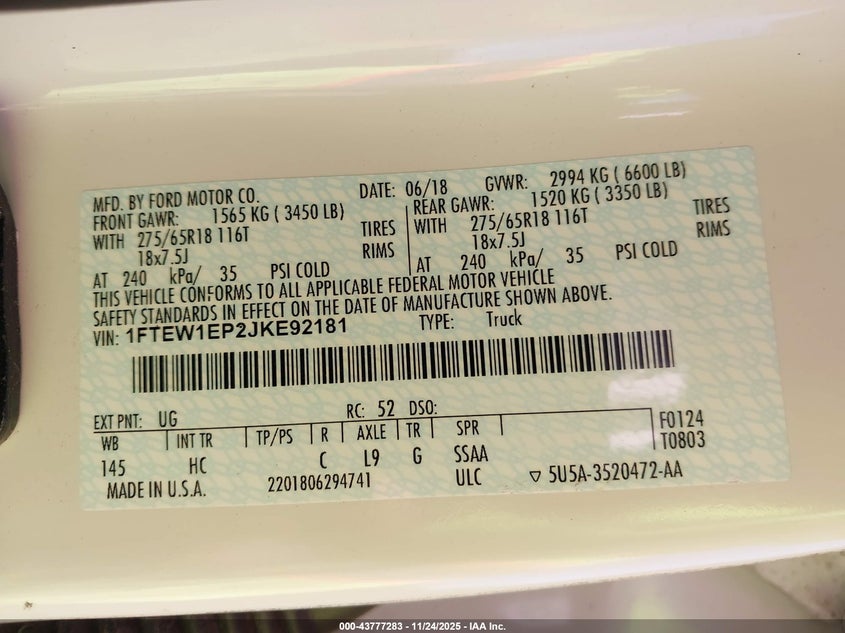 MFD. BY FORD MOTOR CO. DATE: 06/18 GVWR: 2994 KG ( 6600 LB)
FRONT GAWR: 1565 KG ( 3450 LB) REAR GAWR: 1520 KG ( 3350 LB)
WITH 275/65R18 116T TIRES WITH 275/65R18 116T TIRES
18x7.5J RIMS 18x7.5J RIMS
AT 240 kPa/ 35 PSI COLD AT 240 kPa/ 35 PSI COLD
THIS VEHICLE CONFORMS TO ALL APPLICABLE FEDERAL MOTOR VEHICLE
SAFETY STANDARDS IN EFFECT ON THE DATE OF MANUFACTURE SHOWN ABOVE.
VIN: 1FTEW1EP2JKE92181 TYPE: Truck
EXT PNT: UG RC: 52 DSO:
WB INT TR TP/PS R AXLE TR SPR F0124
145 HC C L9 G SSAA T0803
MADE IN U.S.A. 2201806294741 ULC ▽ 5U5A-3520472-AA
000-43777283 - 11/24/2025 - IAA Inc.